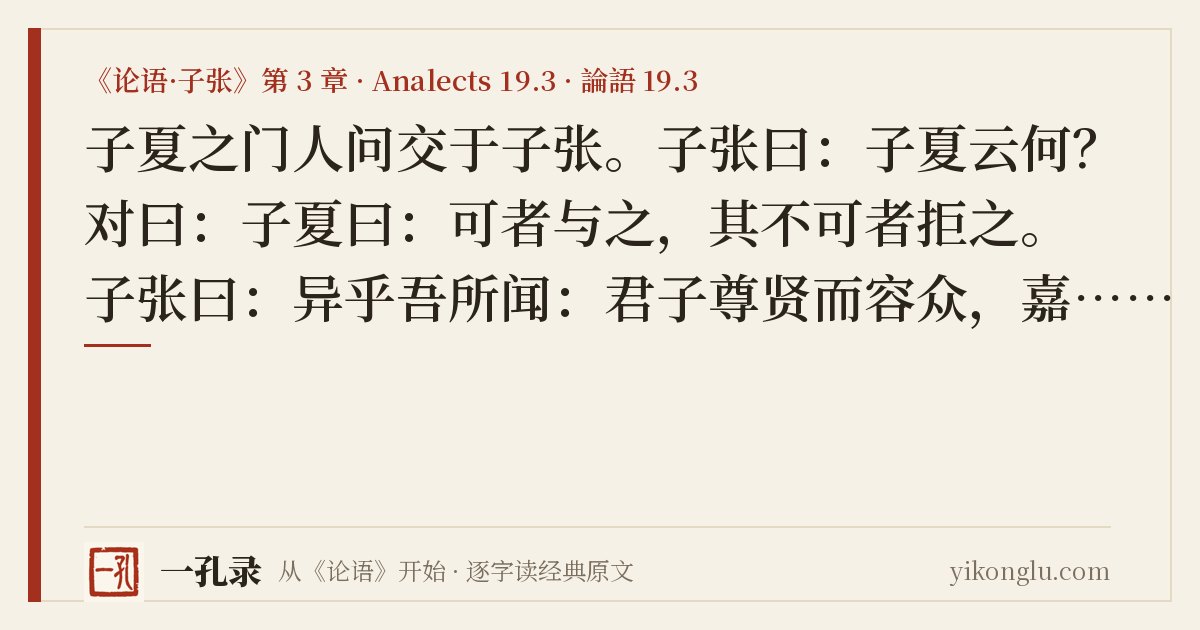 《论语·子张》第 3 章 · Analects 19.3 · 論語 19.3
子夏之门人问交于子张。子张曰：子夏云何？
对曰：子夏曰：可者与之，其不可者拒之。
子张曰：异乎吾所闻：君子尊贤而容众，嘉……
一孔
一孔录
从《论语》开始 · 逐字读经典原文
yikonglu.com